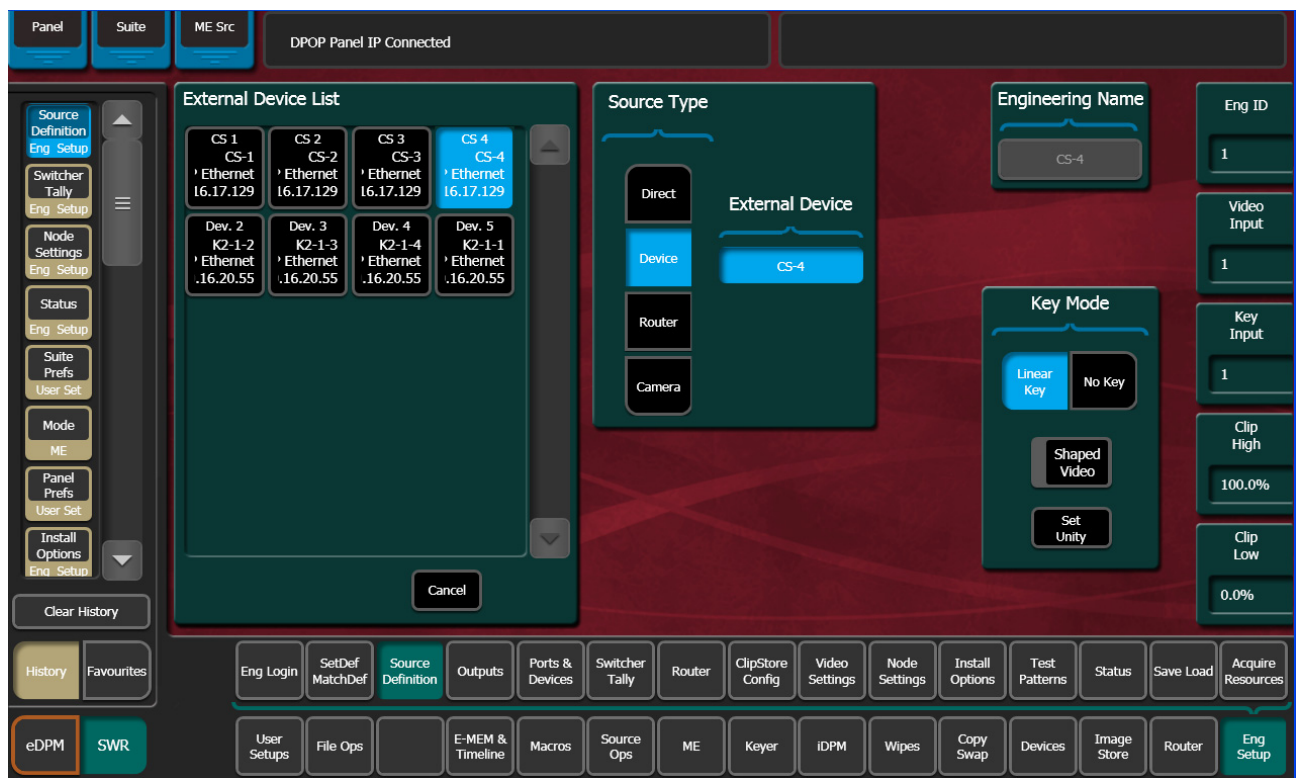 Panel
Suite
ME Src
DPOP Panel IP Connected
Source
Definition
Eng Setup
Switcher
Tally
Eng Setup
Node
Settings
Eng Setup
Status
Eng Setup
Suite
Prefs
User Set
Mode
ME
Panel
Prefs
User Set
Install
Options
Eng Setup
Clear History
History
Favourites
eDPM
SWR
External Device List
CS 1
CS-1
Ethernet
16.17.129
CS 2
CS-2
Ethernet
16.17.129
CS 3
CS-3
Ethernet
16.17.129
CS 4
CS-4
Ethernet
16.17.129
Dev. 2
K2-1-2
Ethernet
.16.20.55
Dev. 3
K2-1-3
Ethernet
.16.20.55
Dev. 4
K2-1-4
Ethernet
.16.20.55
Dev. 5
K2-1-1
Ethernet
.16.20.55
Cancel
Source Type
Direct
Device
Router
Camera
External Device
CS-4
Engineering Name
CS-4
Key Mode
Linear
Key
No Key
Shaped
Video
Set
Unity
Eng ID
1
Video
Input
1
Key
Input
1
Clip
High
100.0%
Clip
Low
0.0%
Eng Login
SetDef
MatchDef
Source
Definition
Outputs
Ports &
Devices
Switcher
Tally
Router
ClipStore
Config
Video
Settings
Node
Settings
Install
Options
Test
Patterns
Status
Save Load
Acquire
Resources
User
Setups
File Ops
E-MEM &
Timeline
Macros
Source
Ops
ME
Keyer
iDPM
Wipes
Copy
Swap
Devices
Image
Store
Router
Eng
Setup